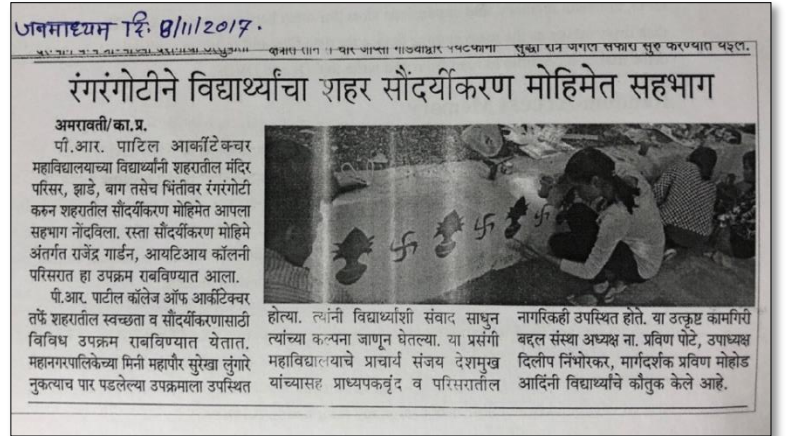 जनमाध्यम दि: 8/11/2017.
सुद्धा रात्र जंगल सफारी सुरू करण्यात येईल.
रंगरंगोटीने विद्यार्थ्यांचा शहर सौंदर्यीकरण मोहिमेत सहभाग
अमरावती/का.प्र.
पी.आर. पाटिल आर्कीटेक्चर
महाविद्यालयाच्या विद्यार्थ्यांनी शहरातील मंदिर
परिसर, झाडे, बाग तसेच भिंतीवर रंगरंगोटी
करुन शहरातील सौंदर्यीकरण मोहिमेत आपला
सहभाग नोंदविला. रस्ता सौंदर्यीकरण मोहिमे
अंतर्गत राजेंद्र गार्डन, आयटिआय कॉलनी
परिसरात हा उपक्रम राबविण्यात आला.
पी.आर. पाटील कॉलेज ऑफ आर्कीटेक्चर
तर्फे शहरातील स्वच्छता व सौंदर्यीकरणासाठी
विविध उपक्रम राबविण्यात येतात.
महानगरपालिकेच्या मिनी महापौर सुरेखा लुंगारे
नुकत्याच पार पडलेल्या उपक्रमाला उपस्थित
होत्या. त्यांनी विद्यार्थ्यांशी संवाद साधुन
त्यांच्या कल्पना जाणून घेतल्या. या प्रसंगी
महाविद्यालयाचे प्राचार्य संजय देशमुख
यांच्यासह प्राध्यपकवृंद व परिसरातील
नागरिकही उपस्थित होते. या उत्कृष्ट कामगिरी
बद्दल संस्था अध्यक्ष ना. प्रविण पोटे, उपाध्यक्ष
दिलीप निंभोरकर, मार्गदर्शक प्रविण मोहोड
आदिंनी विद्यार्थ्यांचे कौतुक केले आहे.